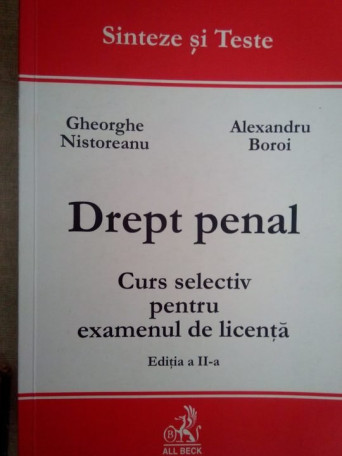 Sinteze și Teste
Gheorghe Nistoreanu
Alexandru Boroi
Drept penal
Curs selectiv
pentru
examenul de licență
Ediția a II-a
B
ALL BECK